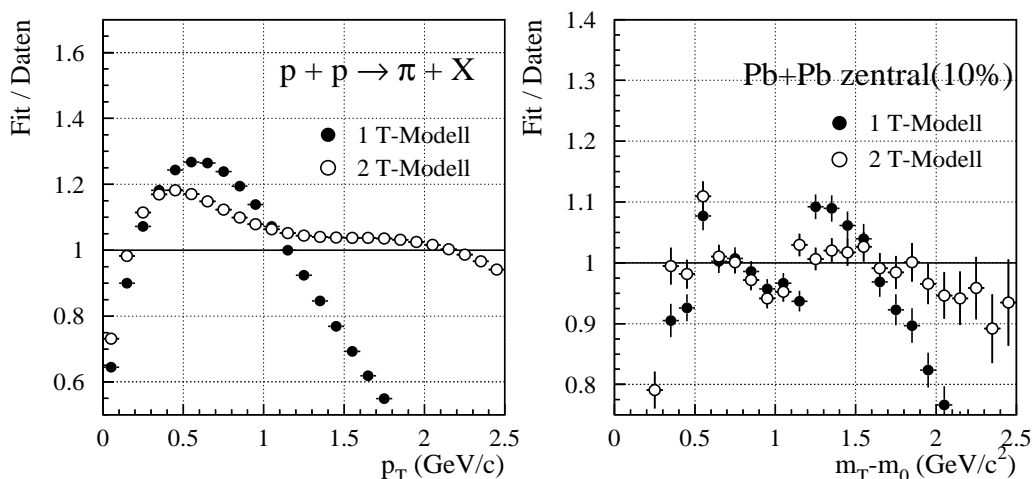 Fit / Daten
1.6
1.4
1.2
1
0.8
0.6
p + p → π + X
1 T-Modell
2 T-Modell
0 0.5 1 1.5 2 2.5
p_T (GeV/c)
Fit / Daten
1.4
1.3
1.2
1.1
1
0.9
0.8
Pb+Pb zentral(10%)
1 T-Modell
2 T-Modell
0 0.5 1 1.5 2 2.5
m_T-m_0 (GeV/c^2)